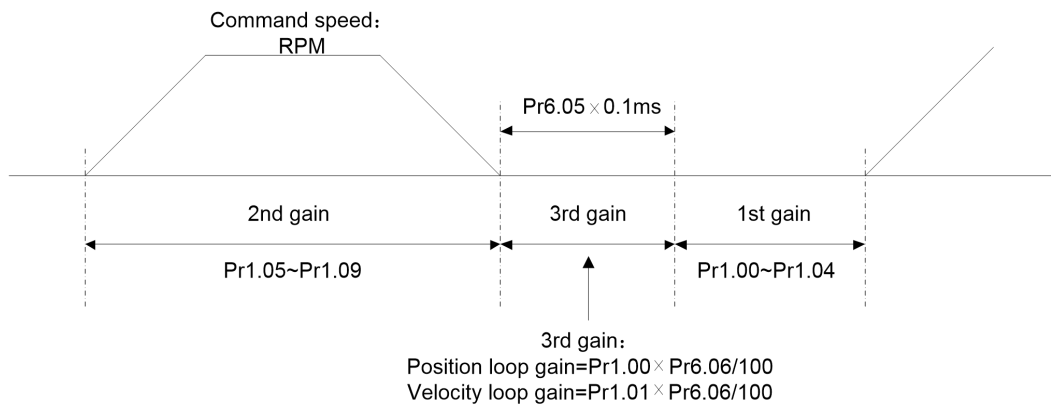 Command speed：
RPM
Pr6.05×0.1ms
2nd gain
3rd gain
1st gain
Pr1.05~Pr1.09
Pr1.00~Pr1.04
3rd gain：
Position loop gain=Pr1.00×Pr6.06/100
Velocity loop gain=Pr1.01×Pr6.06/100